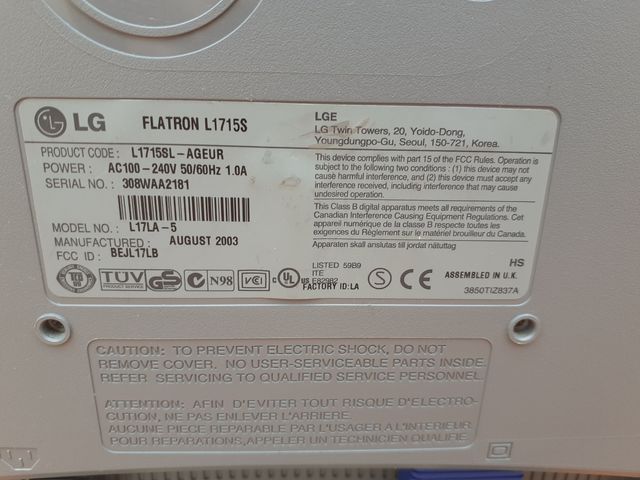 LG FLATRON L1715S
PRODUCT CODE : L1715SL-AGEUR
POWER : AC100-240V 50/60Hz 1.0A
SERIAL NO. : 308WAA2181
MODEL NO. : L17LA-5
MANUFACTURED : AUGUST 2003
FCC ID : BEJL17LB
LGE
LG Twin Towers, 20, Yoido-Dong,
Youngdungpo-Gu, Seoul, 150-721, Korea.
This device complies with part 15 of the FCC Rules. Operation is
subject to the following two conditions : (1) this device may not
cause harmful interference, and (2) this device must accept any
interference received, including interference that may cause
undesired operation.
This Class B digital apparatus meets all requirements of the
Canadian Interference Causing Equipment Regulations. Cet
appareil numérique de la classe B respecte toutes les
exigences du Règlement sur le matériel brouilleur du Canada.
Apparaten skall anslutas till jordat nätuttag
TÜV GS N98 VCI c UL US
LISTED 59B9
ITE
E82982
FACTORY ID:LA
S CE
HS
ASSEMBLED IN U.K.
3850TIZ837A
CAUTION: TO PREVENT ELECTRIC SHOCK, DO NOT
REMOVE COVER. NO USER-SERVICEABLE PARTS INSIDE.
REFER SERVICING TO QUALIFIED SERVICE PERSONNEL.
ATTENTION: AFIN D'EVITER TOUT RISQUE D'ELECTRO-
CUTION, NE PAS ENLEVER L'ARRIERE.
AUCUNE PIECE REPARABLE PAR L'USAGER A L'INTERIEUR
POUR REPARATIONS, APPELER UN TECHNICIEN QUALIFIE